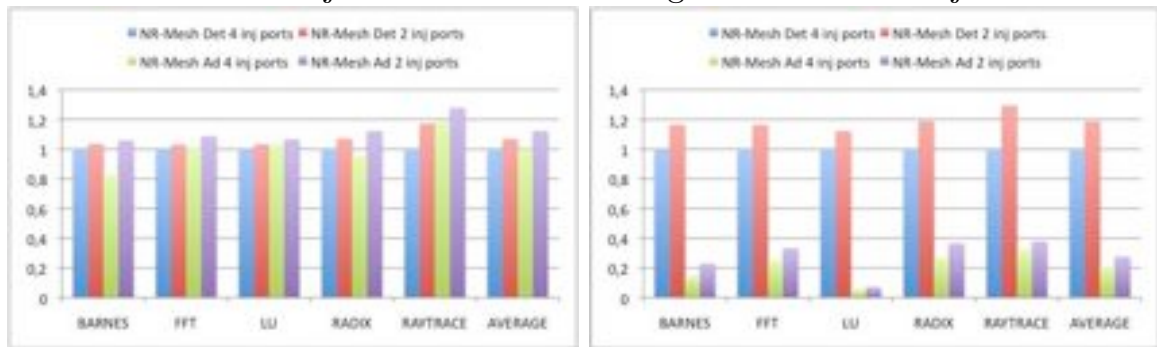 NR-Mesh Det 4 inj ports NR-Mesh Det 2 inj ports
NR-Mesh Ad 4 inj ports NR-Mesh Ad 2 inj ports
1,4
1,2
1
0,8
0,6
0,4
0,2
0
BARNES FFT LU RADIX RAYTRACE AVERAGE
NR-Mesh Det 4 inj ports NR-Mesh Det 2 inj ports
NR-Mesh Ad 4 inj ports NR-Mesh Ad 2 inj ports
1,4
1,2
1
0,8
0,6
0,4
0,2
0
BARNES FFT LU RADIX RAYTRACE AVERAGE